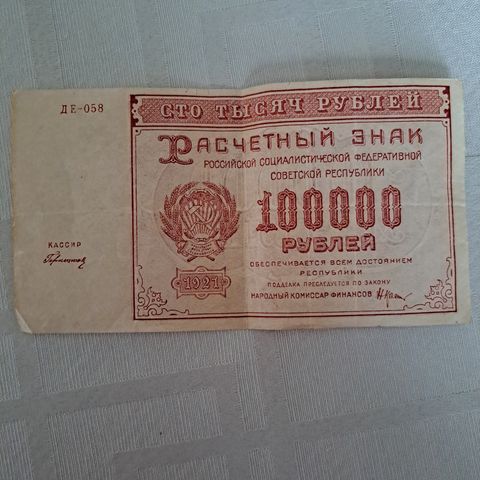 ДЕ-058
СТО ТЫСЯЧ РУБЛЕЙ
РАСЧЕТНЫЙ ЗНАК
РОССИЙСКОЙ СОЦИАЛИСТИЧЕСКОЙ ФЕДЕРАТИВНОЙ
СОВЕТСКОЙ РЕСПУБЛИКИ
100000
РУБЛЕЙ
ОБЕСПЕЧИВАЕТСЯ ВСЕМ ДОСТОЯНИЕМ
РЕСПУБЛИКИ
ПОДДЕЛКА ПРЕСЛЕДУЕТСЯ ПО ЗАКОНУ
НАРОДНЫЙ КОМИССАР ФИНАНСОВ
КАССИР
1921